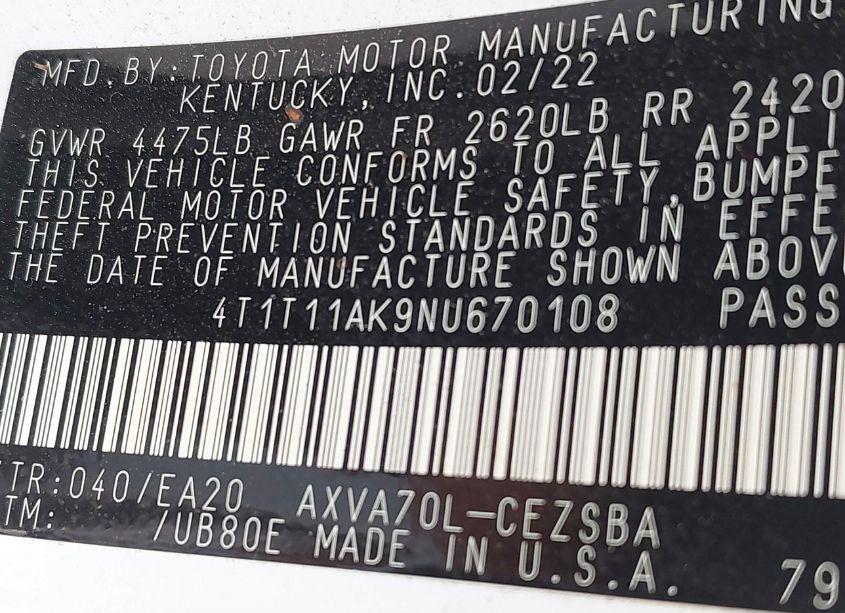 MFD. BY: TOYOTA MOTOR MANUFACTURING
KENTUCKY, INC. 02/22
GVWR 4475LB GAWR FR 2620LB RR 2420
THIS VEHICLE CONFORMS TO ALL APPLI
FEDERAL MOTOR VEHICLE SAFETY, BUMPE
THEFT PREVENTION STANDARDS IN EFFE
THE DATE OF MANUFACTURE SHOWN ABOV
4T1T11AK9NU670108 PASS
TR:040/EA20 AXVA70L-CEZSBA
TM: /UB80E MADE IN U.S.A. 79